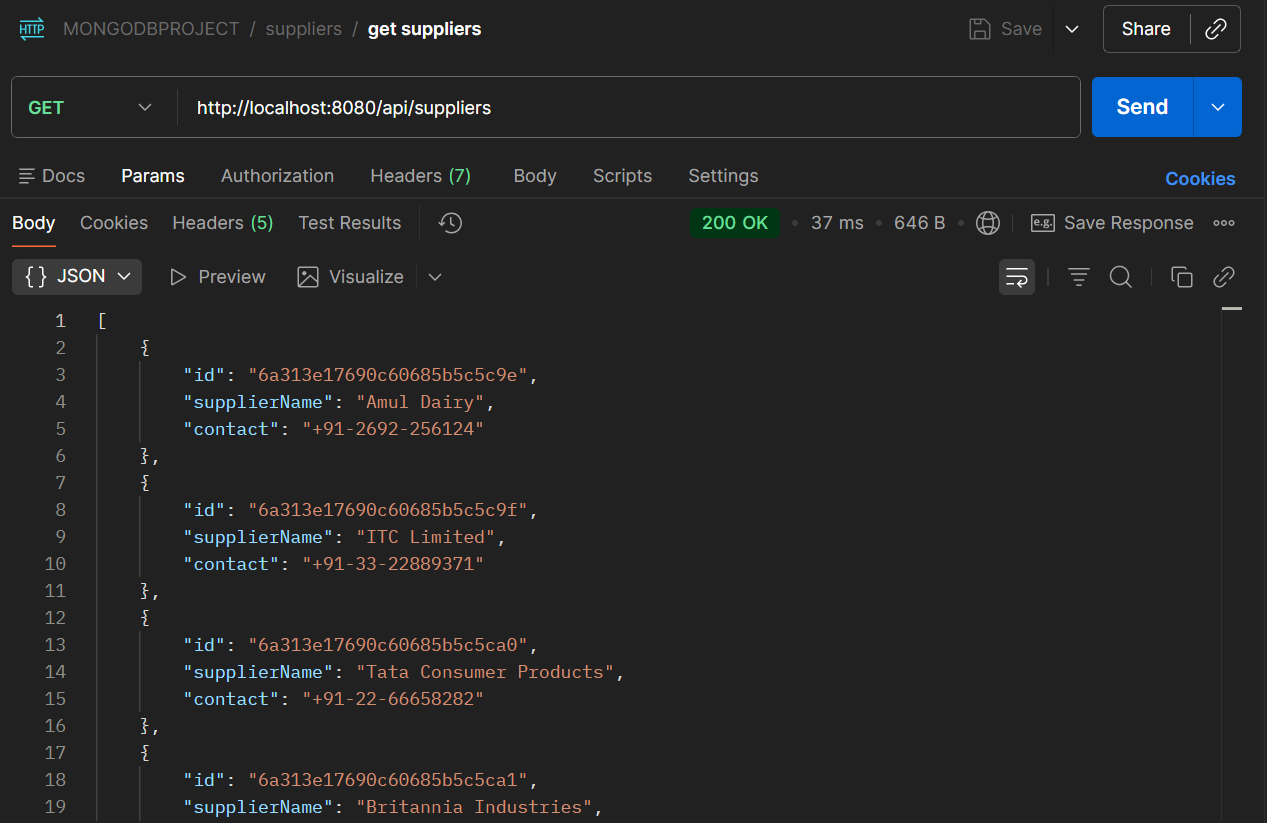 HTTP MONGODBPROJECT / suppliers / get suppliers Save Share
GET http://localhost:8080/api/suppliers Send
Docs Params Authorization Headers (7) Body Scripts Settings Cookies
Body Cookies Headers (5) Test Results 200 OK • 37 ms • 646 B • e.g. Save Response
{} JSON Preview Visualize
1 [
2 {
3 "id": "6a313e17690c60685b5c5c9e",
4 "supplierName": "Amul Dairy",
5 "contact": "+91-2692-256124"
6 },
7 {
8 "id": "6a313e17690c60685b5c5c9f",
9 "supplierName": "ITC Limited",
10 "contact": "+91-33-22889371"
11 },
12 {
13 "id": "6a313e17690c60685b5c5ca0",
14 "supplierName": "Tata Consumer Products",
15 "contact": "+91-22-66658282"
16 },
17 {
18 "id": "6a313e17690c60685b5c5ca1",
19 "supplierName": "Britannia Industries",